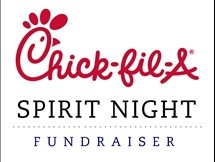 Chick-fil-A®
SPIRIT NIGHT
FUNDRAISER